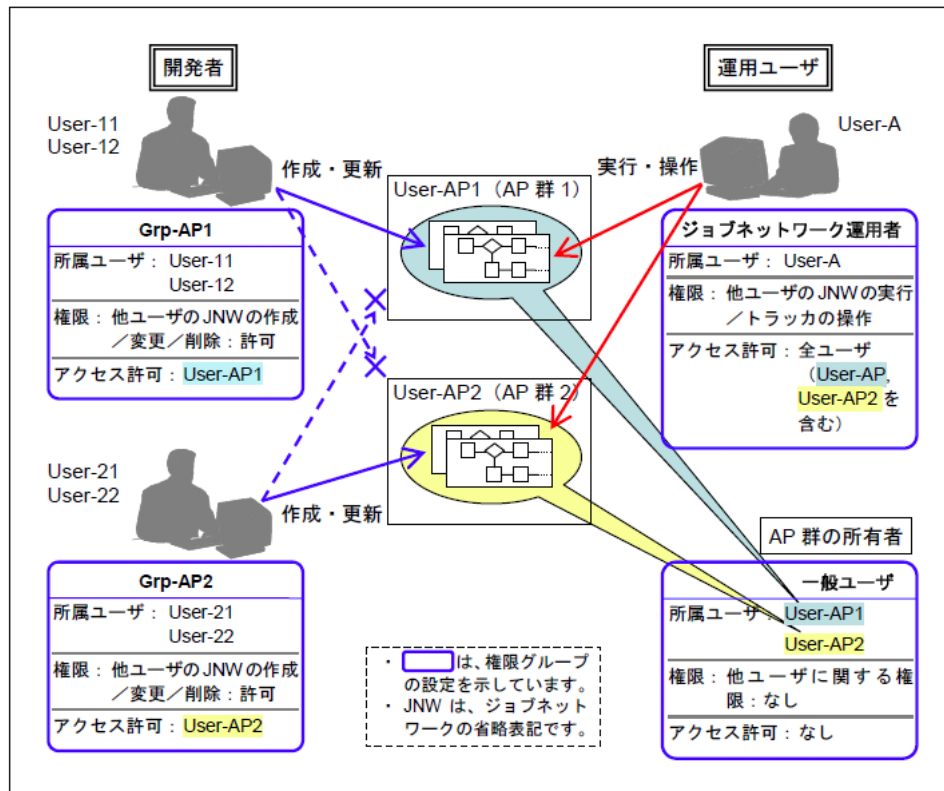 開発者
運用ユーザ
User-11
User-12
User-A
作成・更新
実行・操作
User-AP1（AP 群 1）
Grp-AP1
所属ユーザ： User-11
User-12
権限：他ユーザのJNWの作成
／変更／削除：許可
アクセス許可：User-AP1
ジョブネットワーク運用者
所属ユーザ： User-A
権限：他ユーザのJNWの実行
／トラッカの操作
アクセス許可：全ユーザ
（User-AP,
User-AP2 を
含む）
User-AP2（AP 群 2）
User-21
User-22
作成・更新
AP 群の所有者
Grp-AP2
所属ユーザ： User-21
User-22
権限：他ユーザのJNWの作成
／変更／削除：許可
アクセス許可：User-AP2
一般ユーザ
所属ユーザ：User-AP1
User-AP2
権限：他ユーザに関する権
限：なし
アクセス許可：なし
・ は、権限グループ
の設定を示しています。
・ JNW は、ジョブネット
ワークの省略表記です。